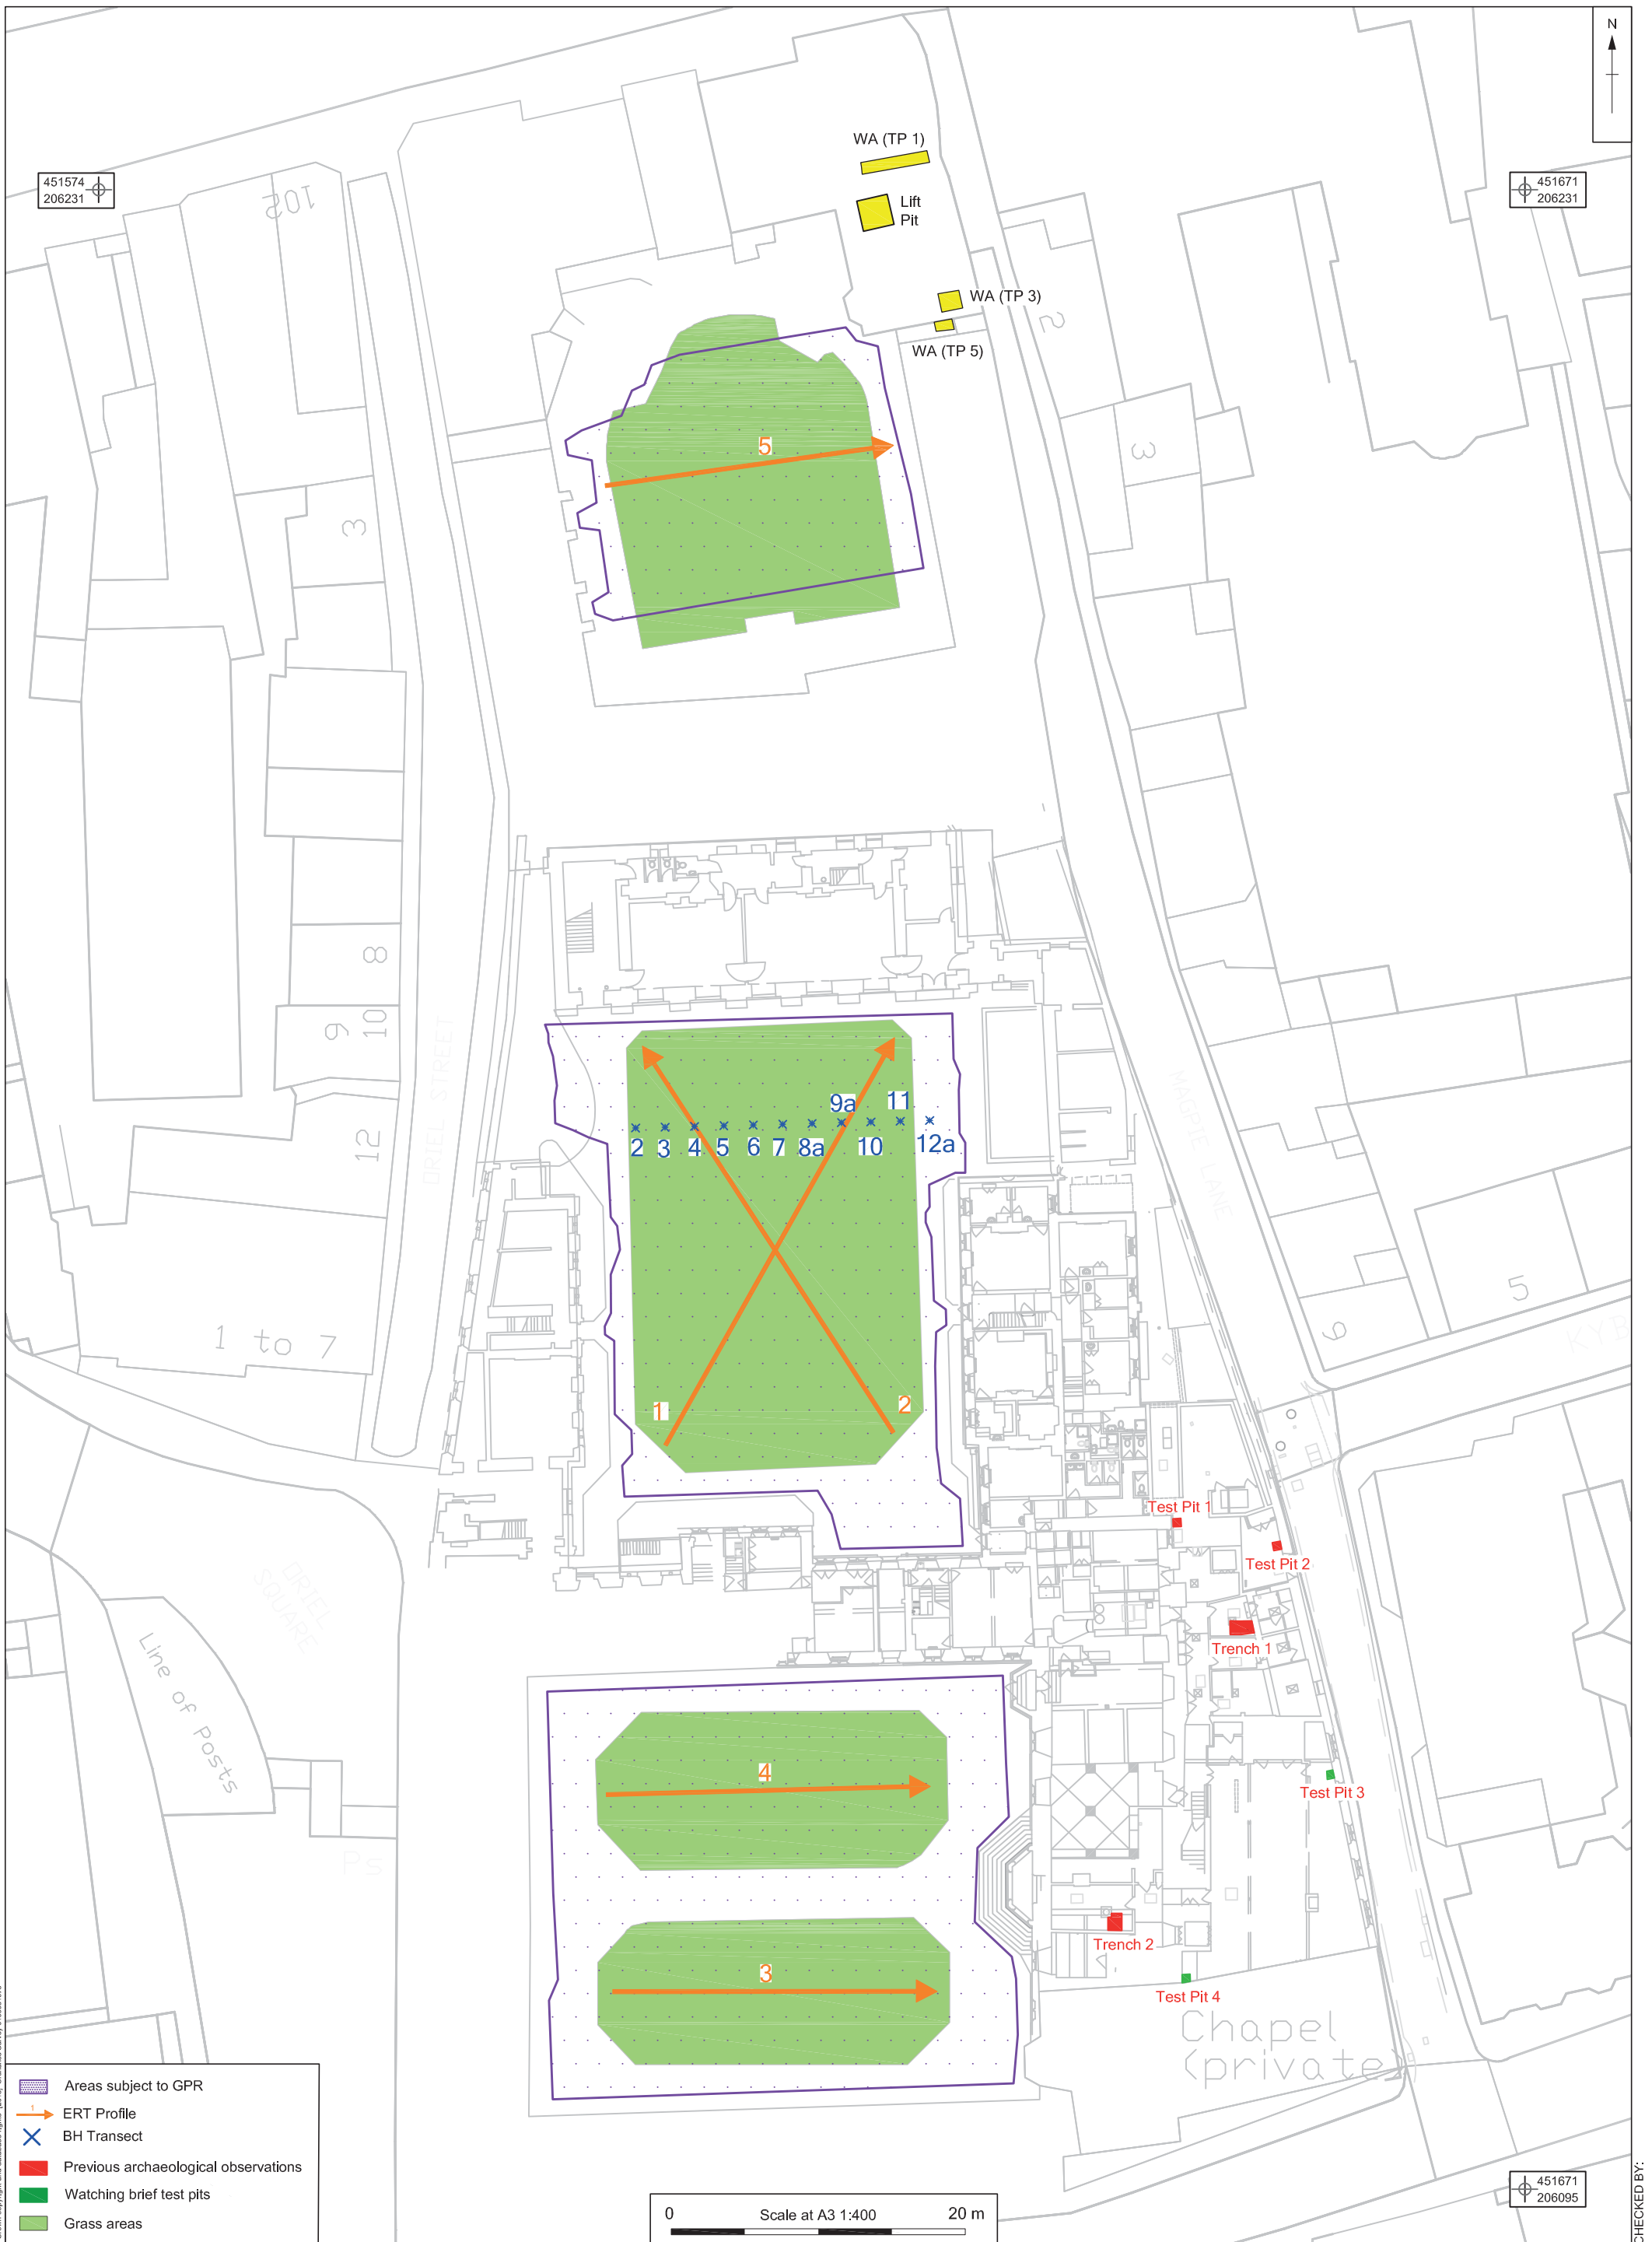 N
451574
206231
451671
206231
102
WA (TP 1)
Lift
Pit
WA (TP 3)
WA (TP 5)
2
3
3
5
8
9
10
12
ORIEL STREET
MAGPIE LANE
9a
11
2
3
4
5
6
7
8a
10
12a
1 to 7
5
6
KYB
1
2
Test Pit 1
Test Pit 2
Trench 1
ORIEL
SQUARE
Line of Posts
4
Test Pit 3
Ps
Trench 2
3
Test Pit 4
Chapel
(private)
Areas subject to GPR
1
ERT Profile
BH Transect
Previous archaeological observations
Watching brief test pits
Grass areas
0
Scale at A3 1:400
20 m
451671
206095
CHECKED BY: